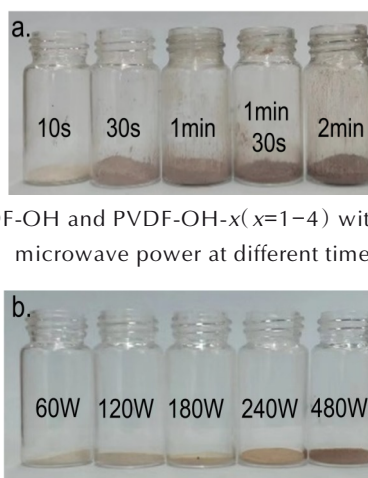 a.
10s 30s 1min 1min 30s 2min
F-OH and PVDF-OH-x(x=1−4) wit
microwave power at different time
b.
60W 120W 180W 240W 480W